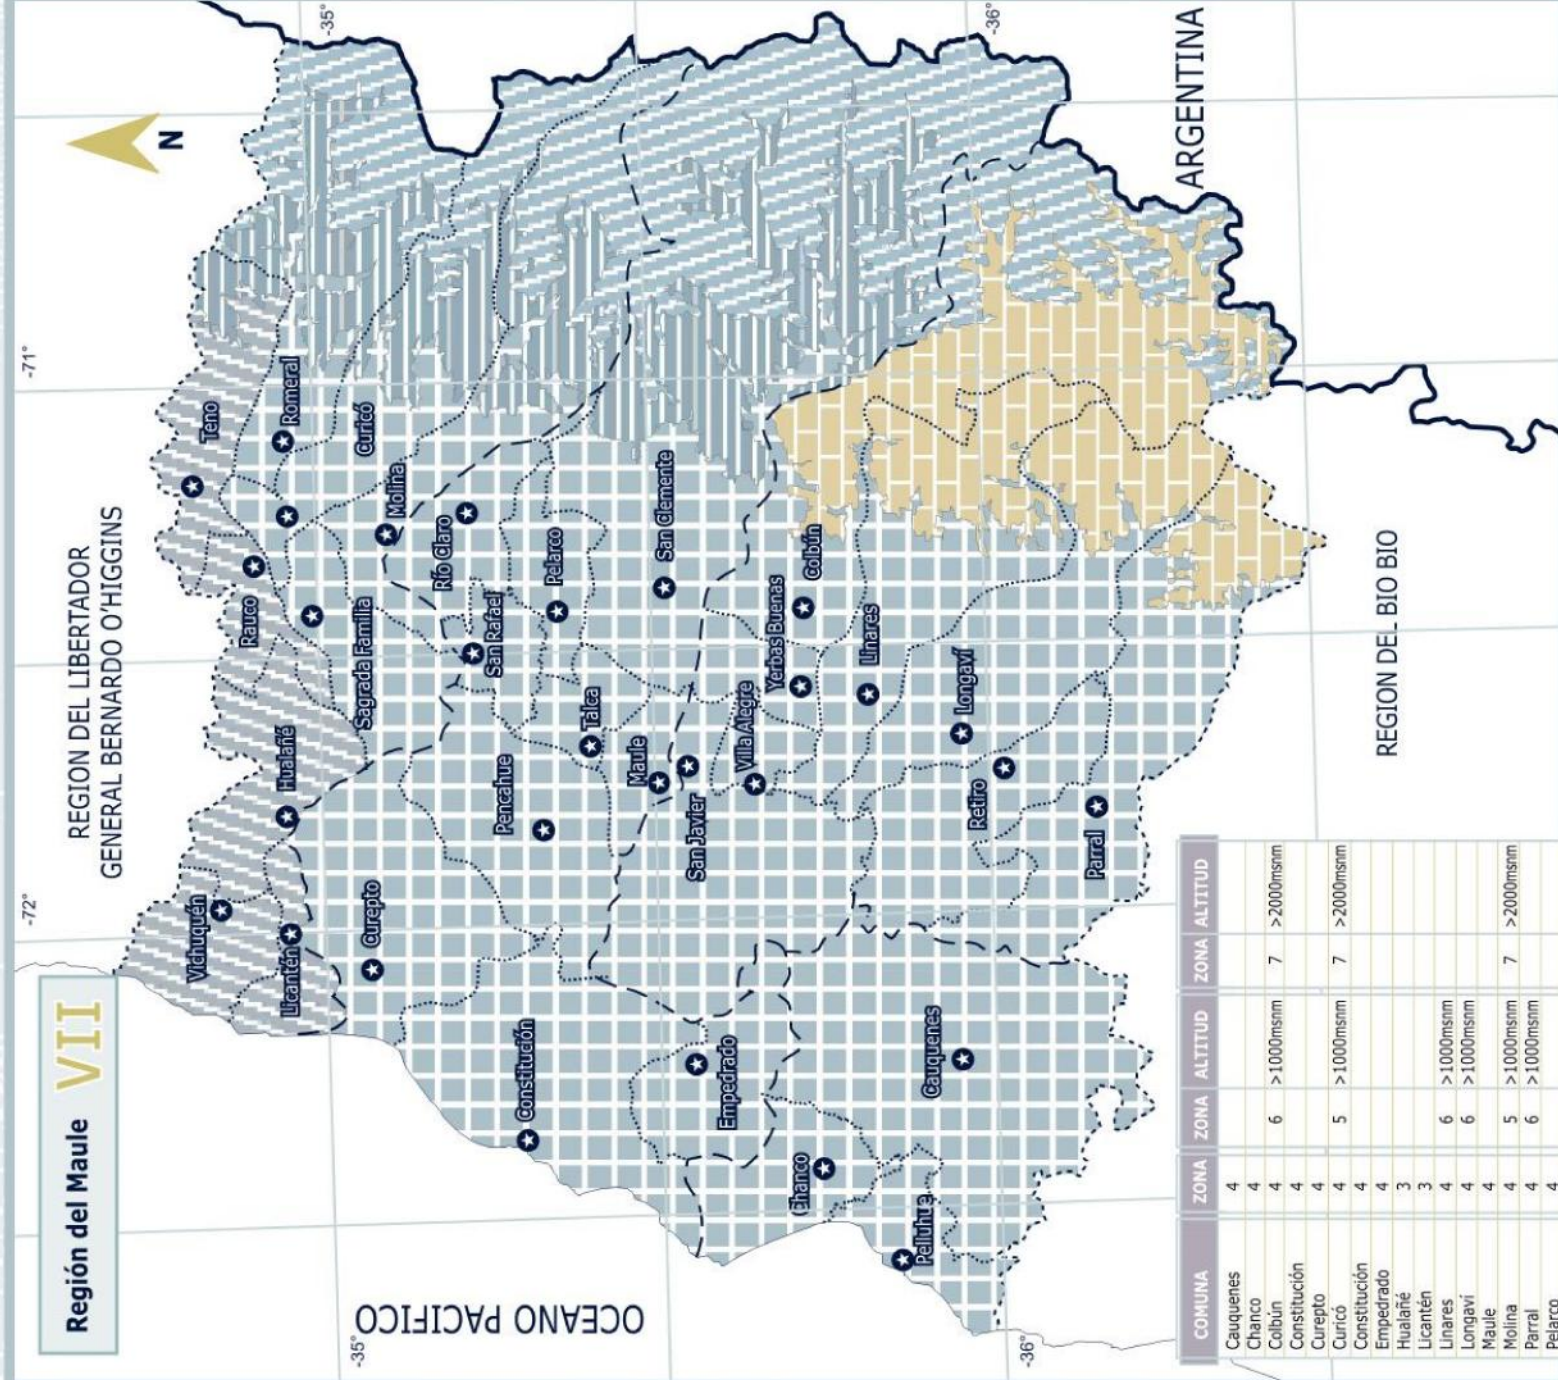 Región del Maule VII
REGION DEL LIBERTADOR
GENERAL BERNARDO O'HIGGINS
N
-72°
-71°
-35°
-35°
-36°
-36°
OCEANO PACIFICO
ARGENTINA
REGION DEL BIO BIO
Vichuquén
Licantén
Hualañé
Rauco
Teno
Romeral
Curicó
Curepto
Sagrada Familia
Molina
Río Claro
San Rafael
Constitución
Pencahue
Talca
Pelarco
San Clemente
Maule
San Javier
Villa Alegre
Yerbas Buenas
Colbún
Empedrado
Linares
Chanco
Cauquenes
Longaví
Pelluhue
Retiro
Parral
COMUNA ZONA ZONA ALTITUD ZONA ALTITUD
Cauquenes 4
Chanco 4
Colbún 4 6 >1000msnm 7 >2000msnm
Constitución 4
Curepto 4
Curicó 4 5 >1000msnm 7 >2000msnm
Constitución 4
Empedrado 4
Hualañé 3
Licantén 3
Linares 4 6 >1000msnm
Longaví 4 6 >1000msnm
Maule 4
Molina 4 5 >1000msnm 7 >2000msnm
Parral 4 6 >1000msnm
Pelarco 4